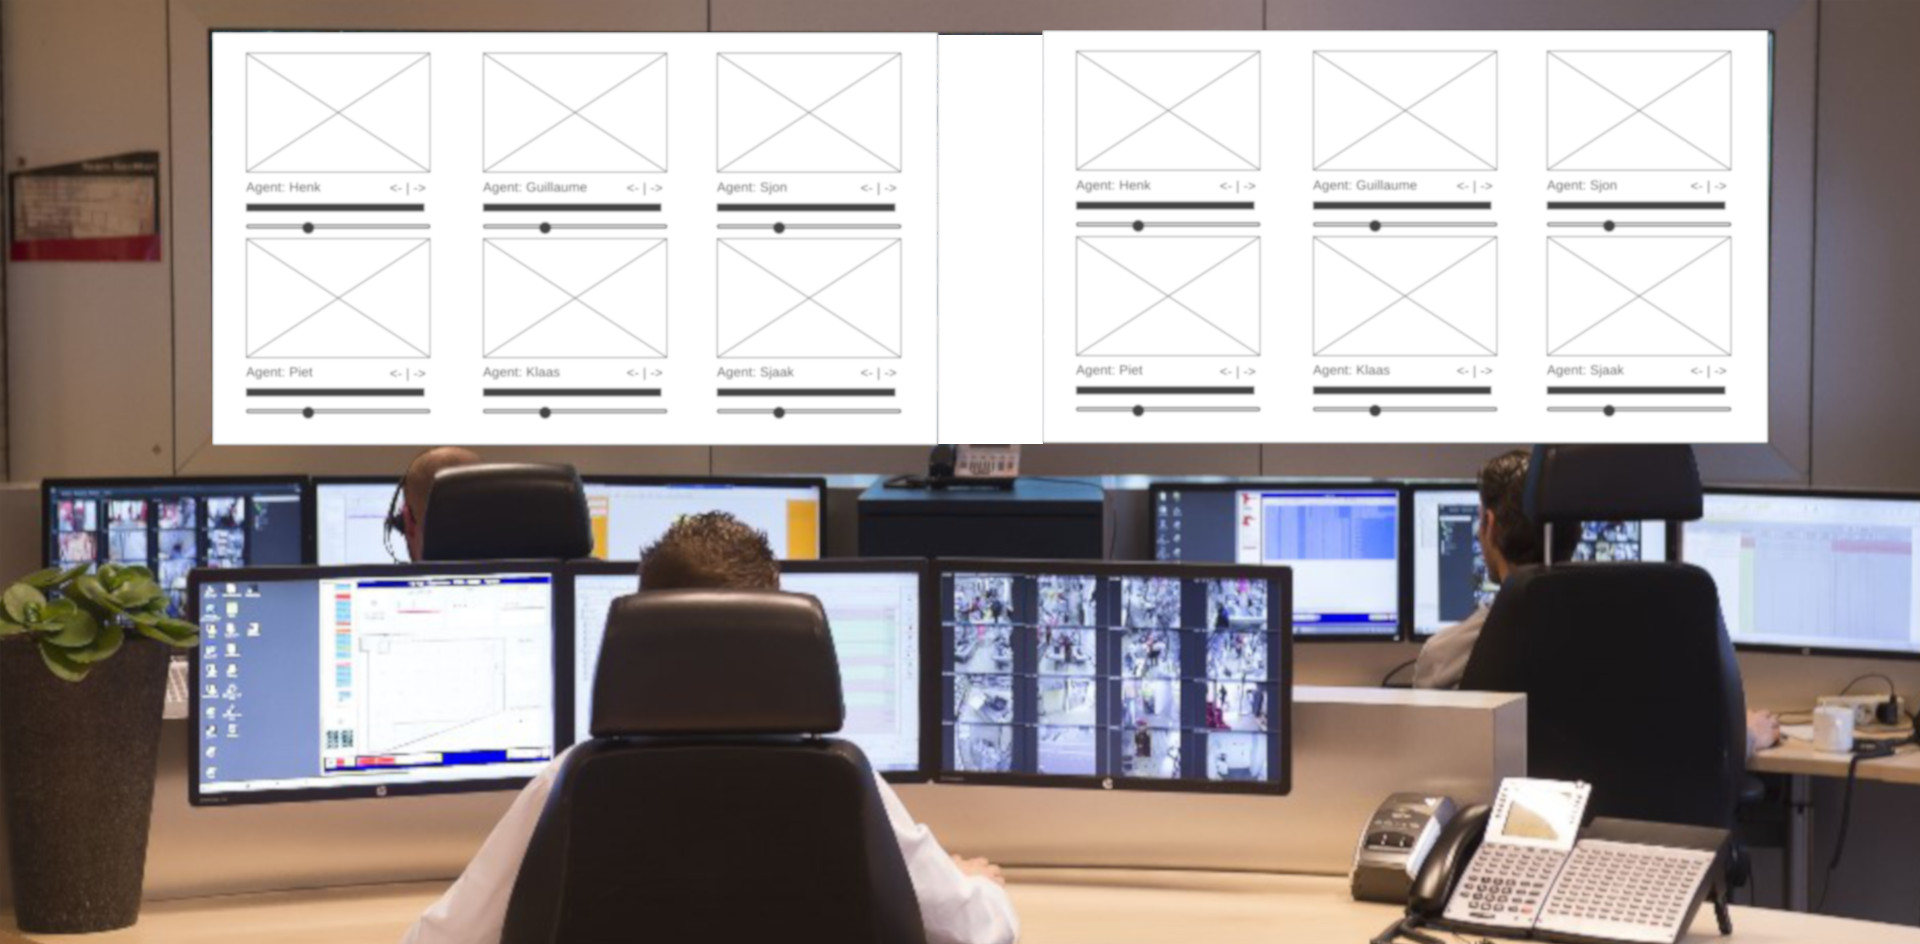 Agent: Henk <- | ->
Agent: Guillaume <- | ->
Agent: Sjon <- | ->
Agent: Piet <- | ->
Agent: Klaas <- | ->
Agent: Sjaak <- | ->
Agent: Henk <- | ->
Agent: Guillaume <- | ->
Agent: Sjon <- | ->
Agent: Piet <- | ->
Agent: Klaas <- | ->
Agent: Sjaak <- | ->